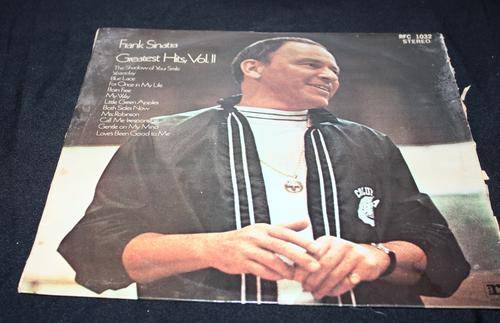 Frank Sinatra
Greatest Hits, Vol. II
The Shadow of Your Smile
Yesterday
Blue Lace
For Once in My Life
Born Free
My Way
Little Green Apples
Both Sides Now
Mrs. Robinson
Call Me Irresponsible
Gentle on My Mind
Love's Been Good to Me
RFC 1032
STEREO